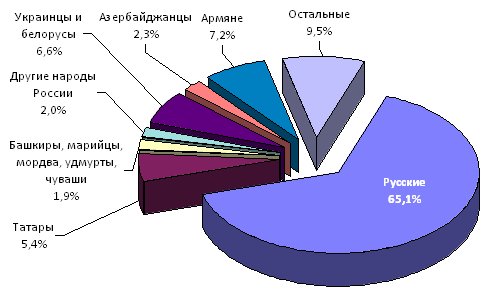 Украинцы и
белорусы
6,6%
Азербайджанцы
2,3%
Армяне
7,2%
Остальные
9,5%
Другие народы
России
2,0%
Башкиры, марийцы,
мордва, удмурты,
чуваши
1,9%
Татары
5,4%
Русские
65,1%